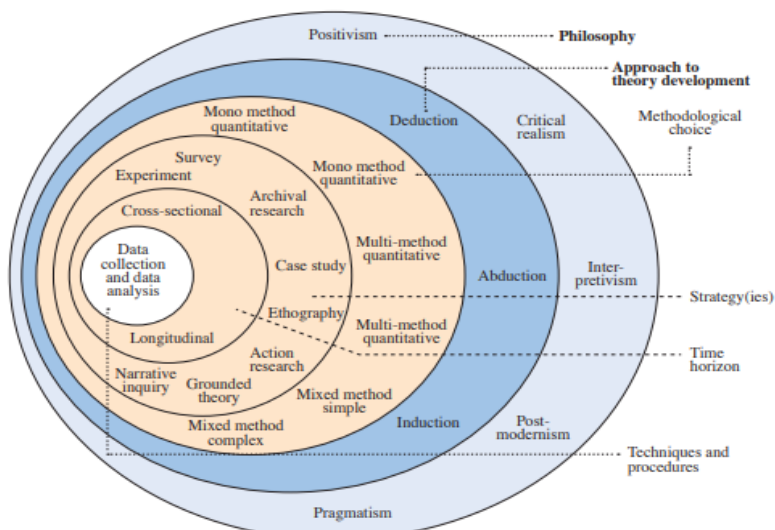 Positivism
Philosophy
Approach to
theory development
Mono method
quantitative
Deduction
Critical
realism
Methodological
choice
Survey
Experiment
Mono method
quantitative
Archival
research
Cross-sectional
Data
collection
and data
analysis
Case study
Multi-method
quantitative
Abduction
Inter-
pretivism
Strategy(ies)
Ethography
Longitudinal
Multi-method
quantitative
Time
horizon
Action
research
Narrative
inquiry
Grounded
theory
Mixed method
simple
Mixed method
complex
Induction
Post-
modernism
Techniques and
procedures
Pragmatism